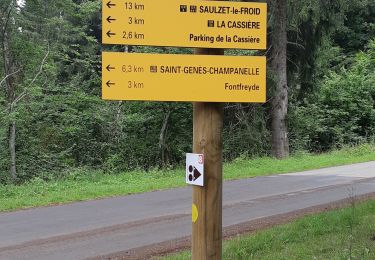 ← 13 km SAULZET-le-FROID
← 3 km LA CASSIÈRE
← 2,6 km Parking de la Cassière
← 6,3 km SAINT-GENES-CHAMPANELLE
← 3 km Fontfreyde